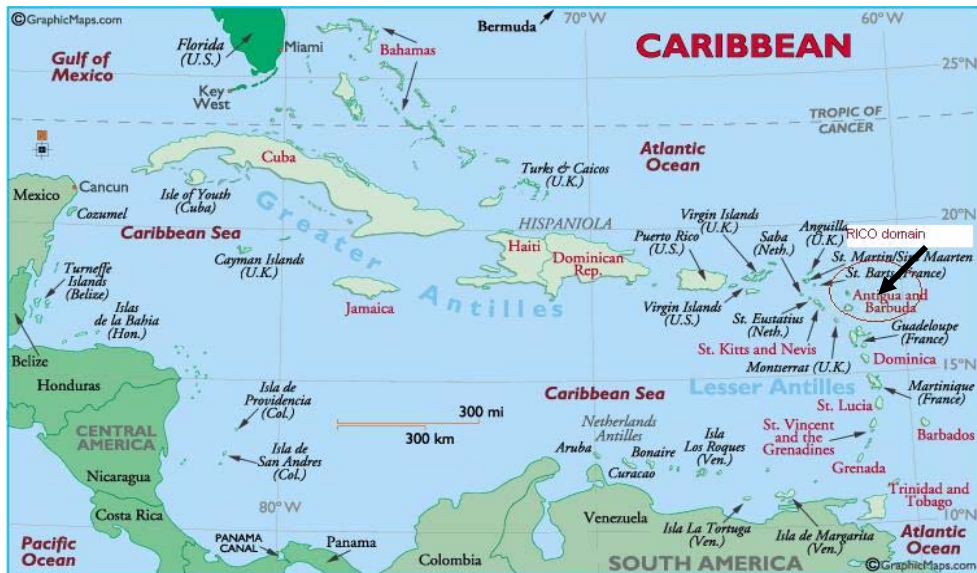 ©GraphicMaps.com
Bermuda
70°W
60°W
Florida
(U.S.)
Miami
Bahamas
CARIBBEAN
Gulf of
Mexico
25°N
Key
West
TROPIC OF
CANCER
Cuba
Atlantic
Ocean
Mexico
Cancun
Isle of Youth
(Cuba)
Turks & Caicos
(U.K.)
Cozumel
Greater
HISPANIOLA
Virgin Islands
(U.K.)
Anguilla
(U.K.)
20°N
Caribbean Sea
Saba
(Neth.)
RICO domain
Haiti
Dominican
Rep.
Puerto Rico
(U.S.)
St. Martin/Sint Maarten
St. Barts (France)
Cayman Islands
(U.K.)
Turneffe
Islands
(Belize)
Jamaica
Antilles
Virgin Islands
(U.S.)
St. Eustatius
(Neth.)
Antigua and
Barbuda
Islas
de la Bahia
(Hon.)
St. Kitts and Nevis
Guadeloupe
(France)
Montserrat (U.K.)
Dominica
Belize
Honduras
15°N
Isla de
Providencia
(Col.)
Caribbean Sea
Lesser Antilles
Martinique
(France)
300 mi
300 km
St. Lucia
CENTRAL
AMERICA
Netherlands
Antilles
Isla
Los Roques
(Ven.)
St. Vincent
and the
Grenadines
Barbados
Isla de
San Andres
(Col.)
Aruba
Bonaire
Curacao
Grenada
Nicaragua
Trinidad and
Tobago
Costa Rica
80°W
Venezuela
10°N
Pacific
Ocean
PANAMA
CANAL
Panama
Colombia
Isla La Tortuga
(Ven.)
Isla de Margarita
(Ven.)
Atlantic
Ocean
SOUTH AMERICA
©GraphicMaps.com